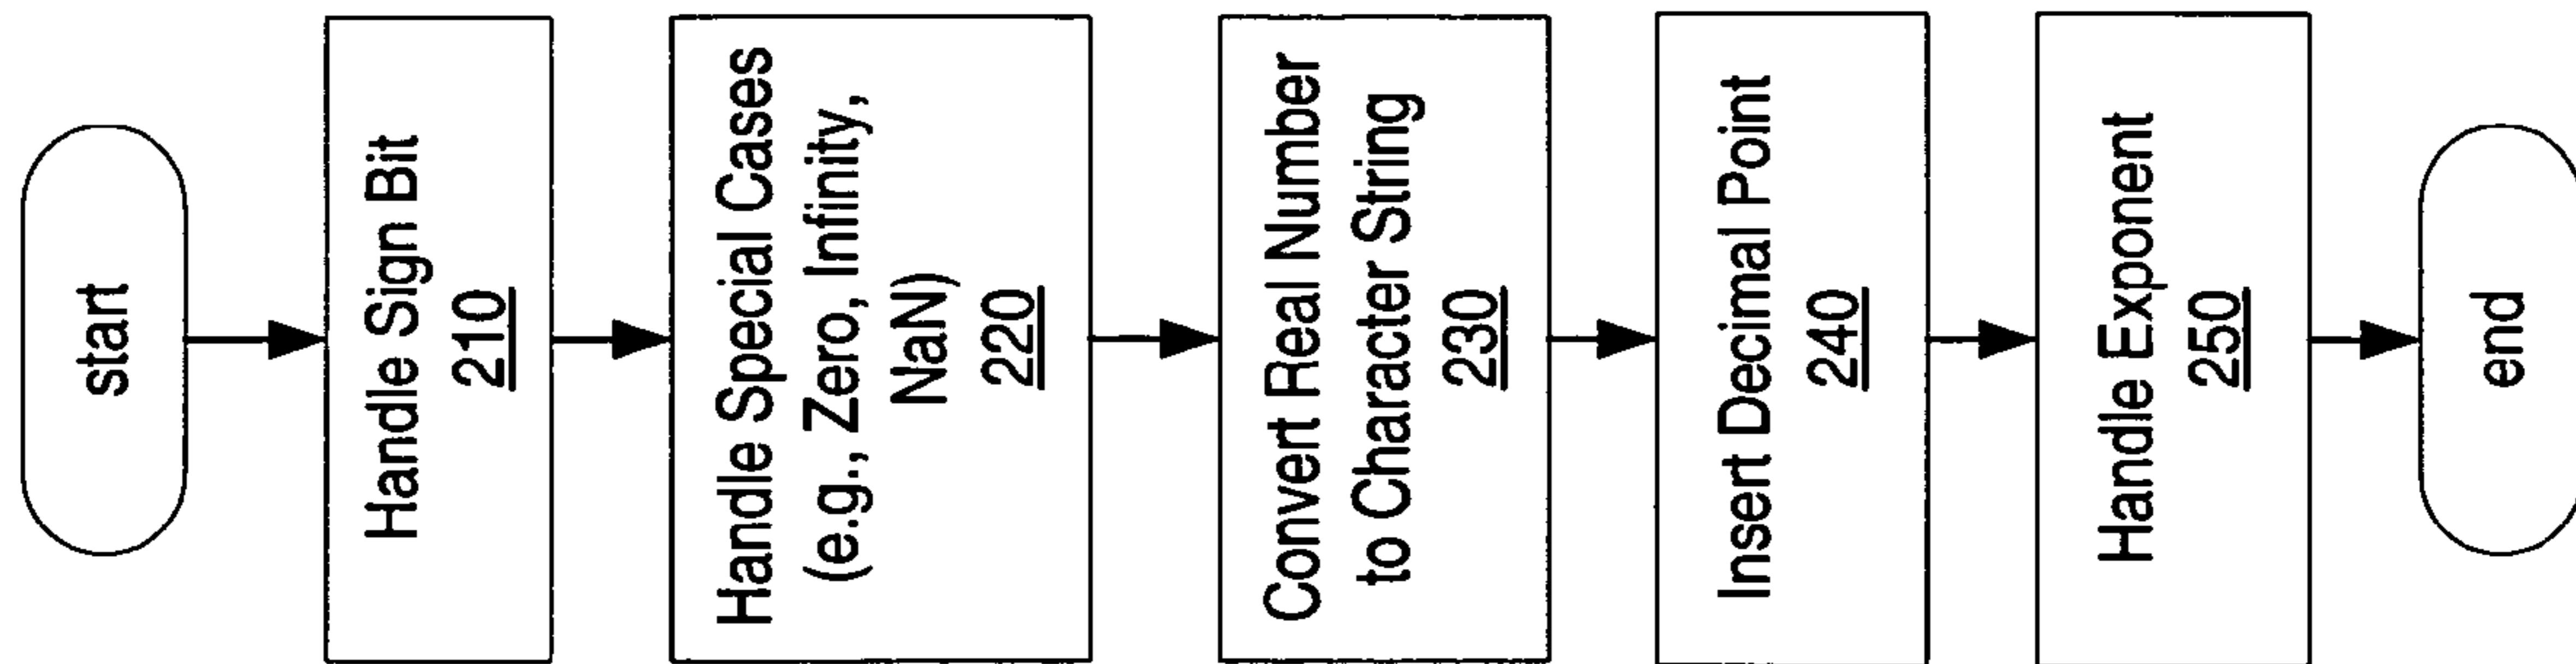 start
Handle Sign Bit
210
Handle Special Cases
(e.g., Zero, Infinity,
NaN)
220
Convert Real Number
to Character String
230
Insert Decimal Point
240
Handle Exponent
250
end